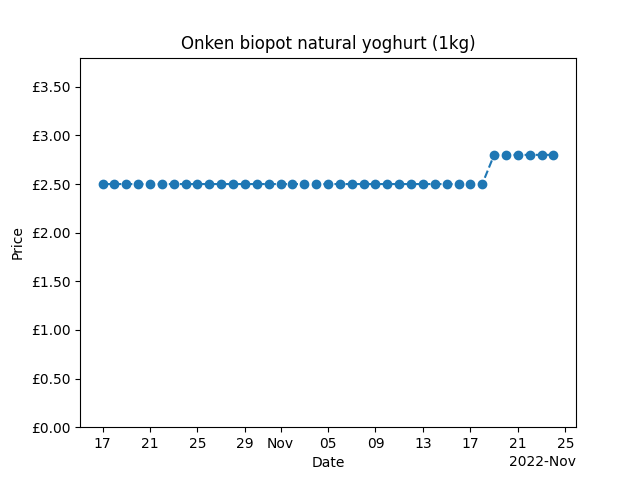 Onken biopot natural yoghurt (1kg)
£3.50
£3.00
£2.50
£2.00
£1.50
£1.00
£0.50
£0.00
Price
17 21 25 29 Nov 05 09 13 17 21 25
Date
2022-Nov